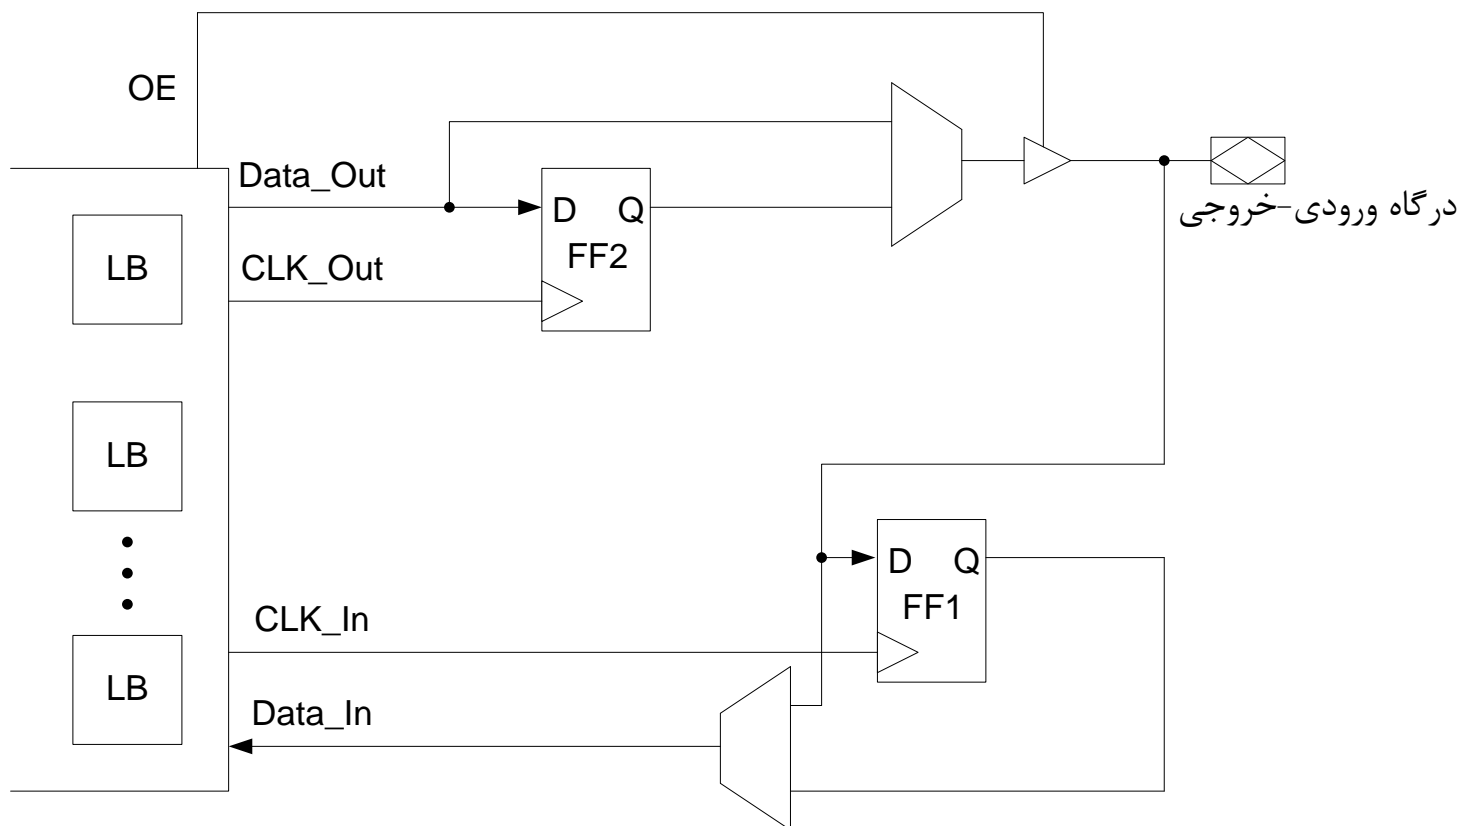 OE
Data_Out
D Q
FF2
درگاه ورودی-خروجی
LB
CLK_Out
LB
D Q
FF1
CLK_In
LB
Data_In